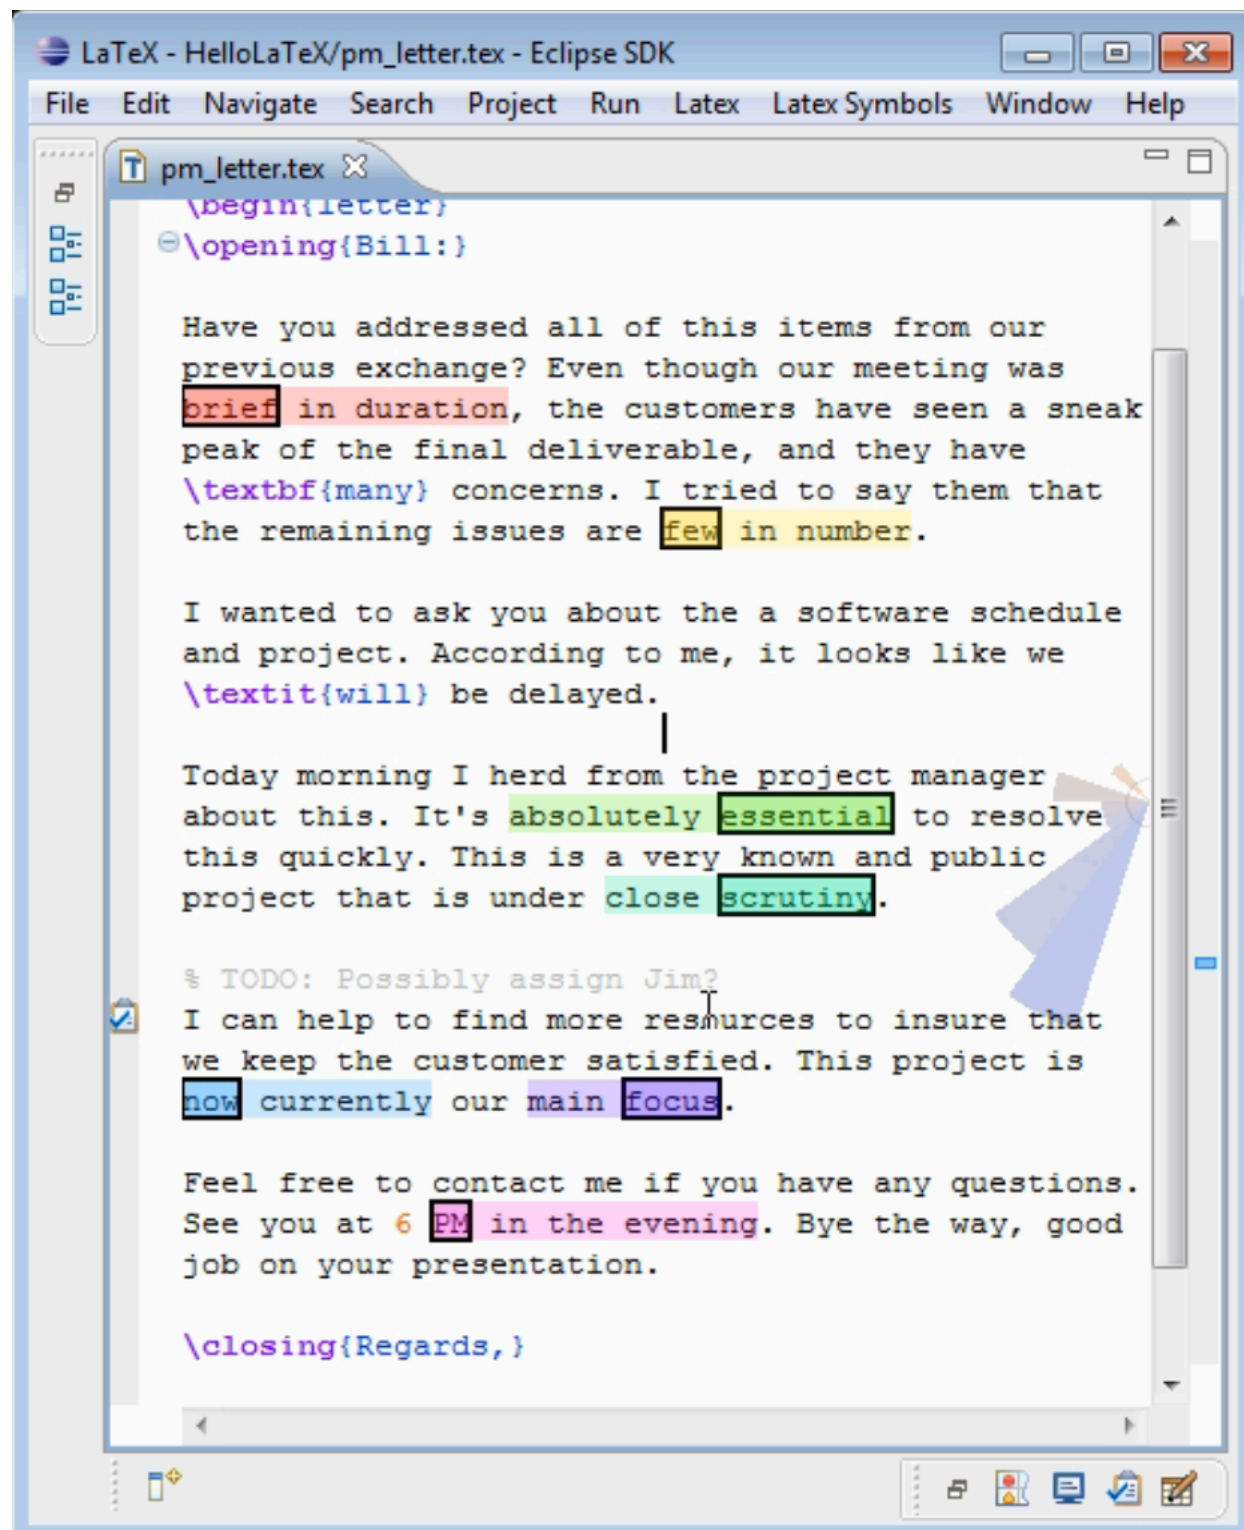 LaTeX - HelloLaTeX/pm_letter.tex - Eclipse SDK
File Edit Navigate Search Project Run Latex Latex Symbols Window Help
pm_letter.tex
\begin{letter}
\opening{Bill:}
Have you addressed all of this items from our
previous exchange? Even though our meeting was
brief in duration, the customers have seen a sneak
peak of the final deliverable, and they have
\textbf{many} concerns. I tried to say them that
the remaining issues are few in number.
I wanted to ask you about the a software schedule
and project. According to me, it looks like we
\textit{will} be delayed.
Today morning I herd from the project manager
about this. It's absolutely essential to resolve
this quickly. This is a very known and public
project that is under close scrutiny.
% TODO: Possibly assign Jim?
I can help to find more resources to insure that
we keep the customer satisfied. This project is
now currently our main focus.
Feel free to contact me if you have any questions.
See you at 6 PM in the evening. Bye the way, good
job on your presentation.
\closing{Regards,}